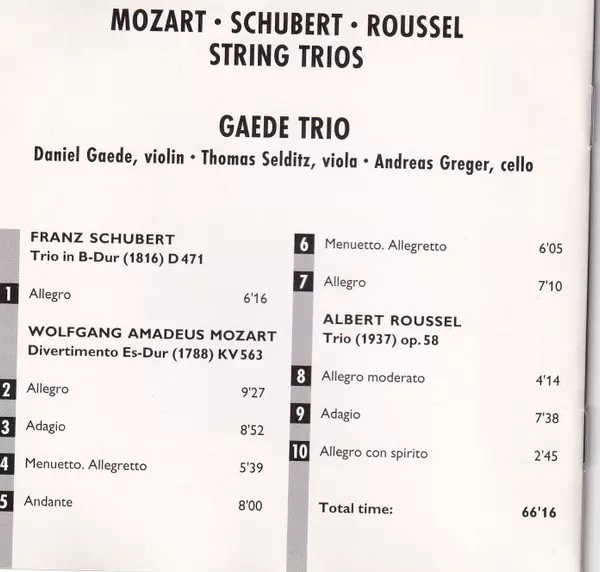 MOZART • SCHUBERT • ROUSSEL
STRING TRIOS
GAEDE TRIO
Daniel Gaede, violin • Thomas Selditz, viola • Andreas Greger, cello
FRANZ SCHUBERT
Trio in B-Dur (1816) D 471
1 Allegro 6'16
WOLFGANG AMADEUS MOZART
Divertimento Es-Dur (1788) KV 563
2 Allegro 9'27
3 Adagio 8'52
4 Menuetto. Allegretto 5'39
5 Andante 8'00
6 Menuetto. Allegretto 6'05
7 Allegro 7'10
ALBERT ROUSSEL
Trio (1937) op. 58
8 Allegro moderato 4'14
9 Adagio 7'38
10 Allegro con spirito 2'45
Total time: 66'16